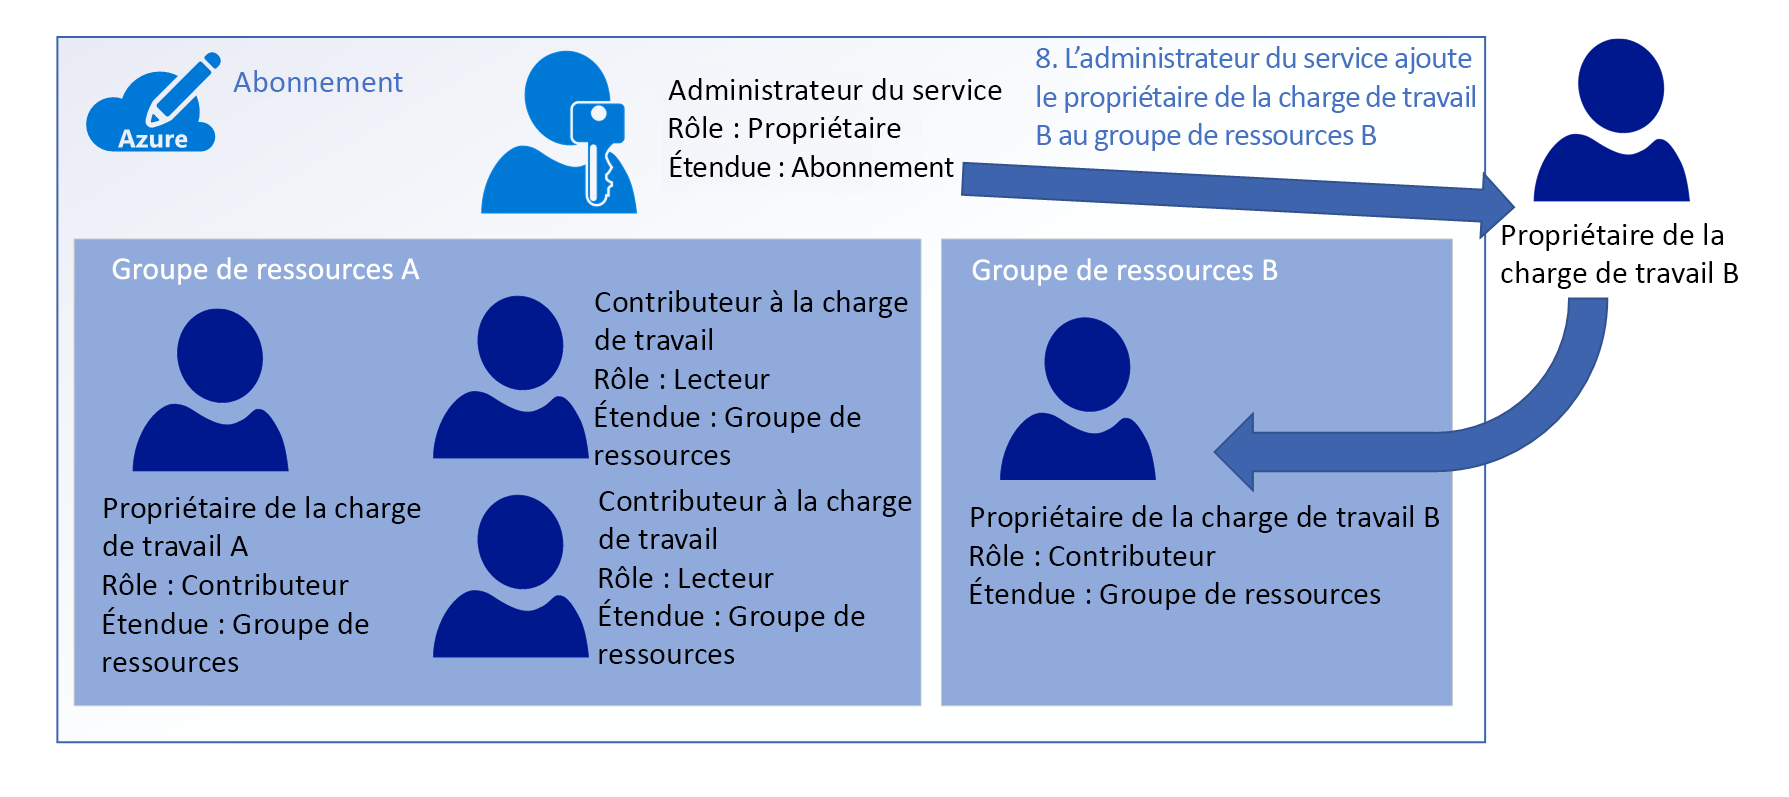 Azure
Abonnement
Administrateur du service
Rôle : Propriétaire
Étendue : Abonnement
8. L’administrateur du service ajoute
le propriétaire de la charge de travail
B au groupe de ressources B
Propriétaire de la
charge de travail B
Groupe de ressources A
Propriétaire de la charge
de travail A
Rôle : Contributeur
Étendue : Groupe de
ressources
Contributeur à la charge
de travail
Rôle : Lecteur
Étendue : Groupe de
ressources
Contributeur à la charge
de travail
Rôle : Lecteur
Étendue : Groupe de
ressources
Groupe de ressources B
Propriétaire de la charge de travail B
Rôle : Contributeur
Étendue : Groupe de ressources